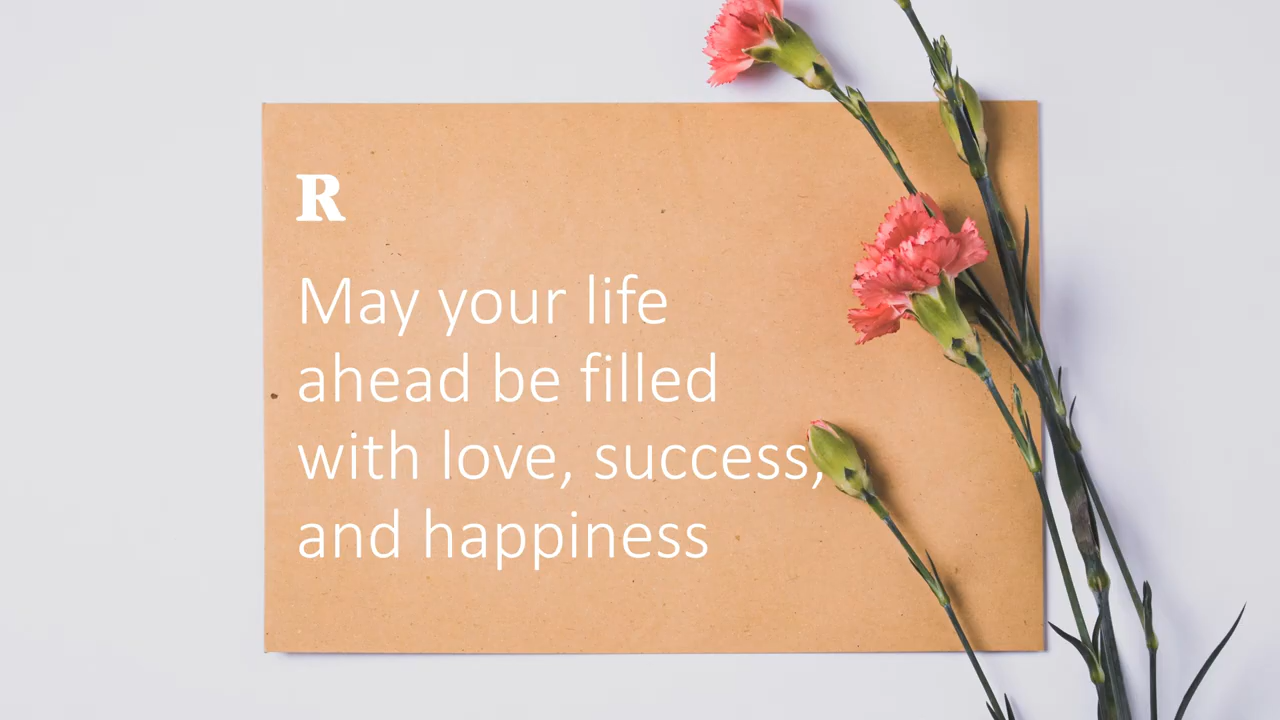 R
May your life
ahead be filled
with love, success,
and happiness